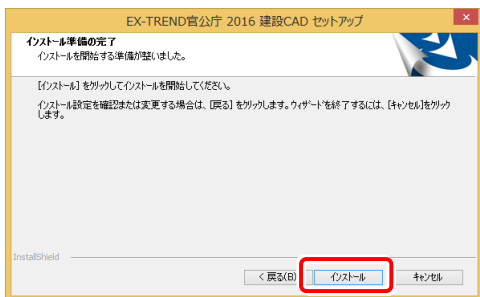 EX-TREND官公庁 2016 建設CAD セットアップ
インストール準備の完了
インストールを開始する準備が整いました。
[インストール] をクリックしてインストールを開始してください。
インストール設定を確認または変更する場合は、[戻る] をクリックします。ウィザードを終了するには、[キャンセル]をクリック
します。
InstallShield
< 戻る(B)
インストール
キャンセル